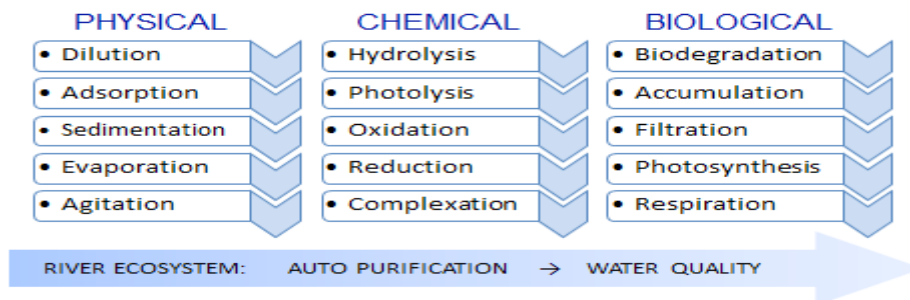 PHYSICAL
• Dilution
• Adsorption
• Sedimentation
• Evaporation
• Agitation
CHEMICAL
• Hydrolysis
• Photolysis
• Oxidation
• Reduction
• Complexation
BIOLOGICAL
• Biodegradation
• Accumulation
• Filtration
• Photosynthesis
• Respiration
RIVER ECOSYSTEM: AUTO PURIFICATION → WATER QUALITY